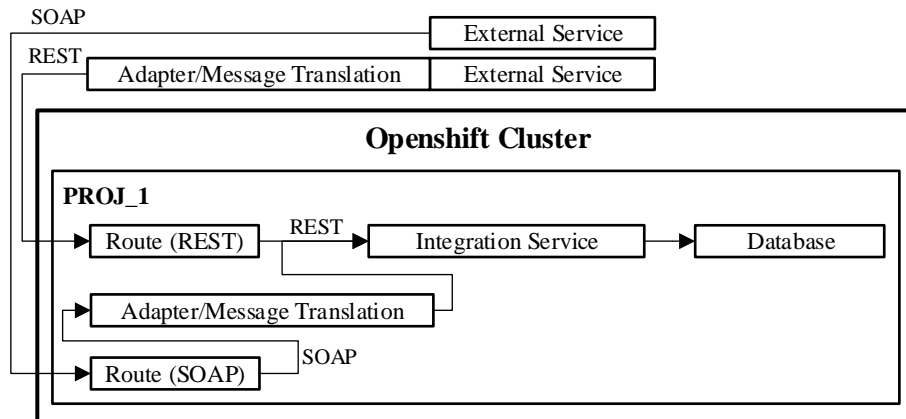 SOAP
External Service
REST
Adapter/Message Translation
External Service
Openshift Cluster
PROJ_1
Route (REST)
REST
Integration Service
Database
Adapter/Message Translation
Route (SOAP)
SOAP